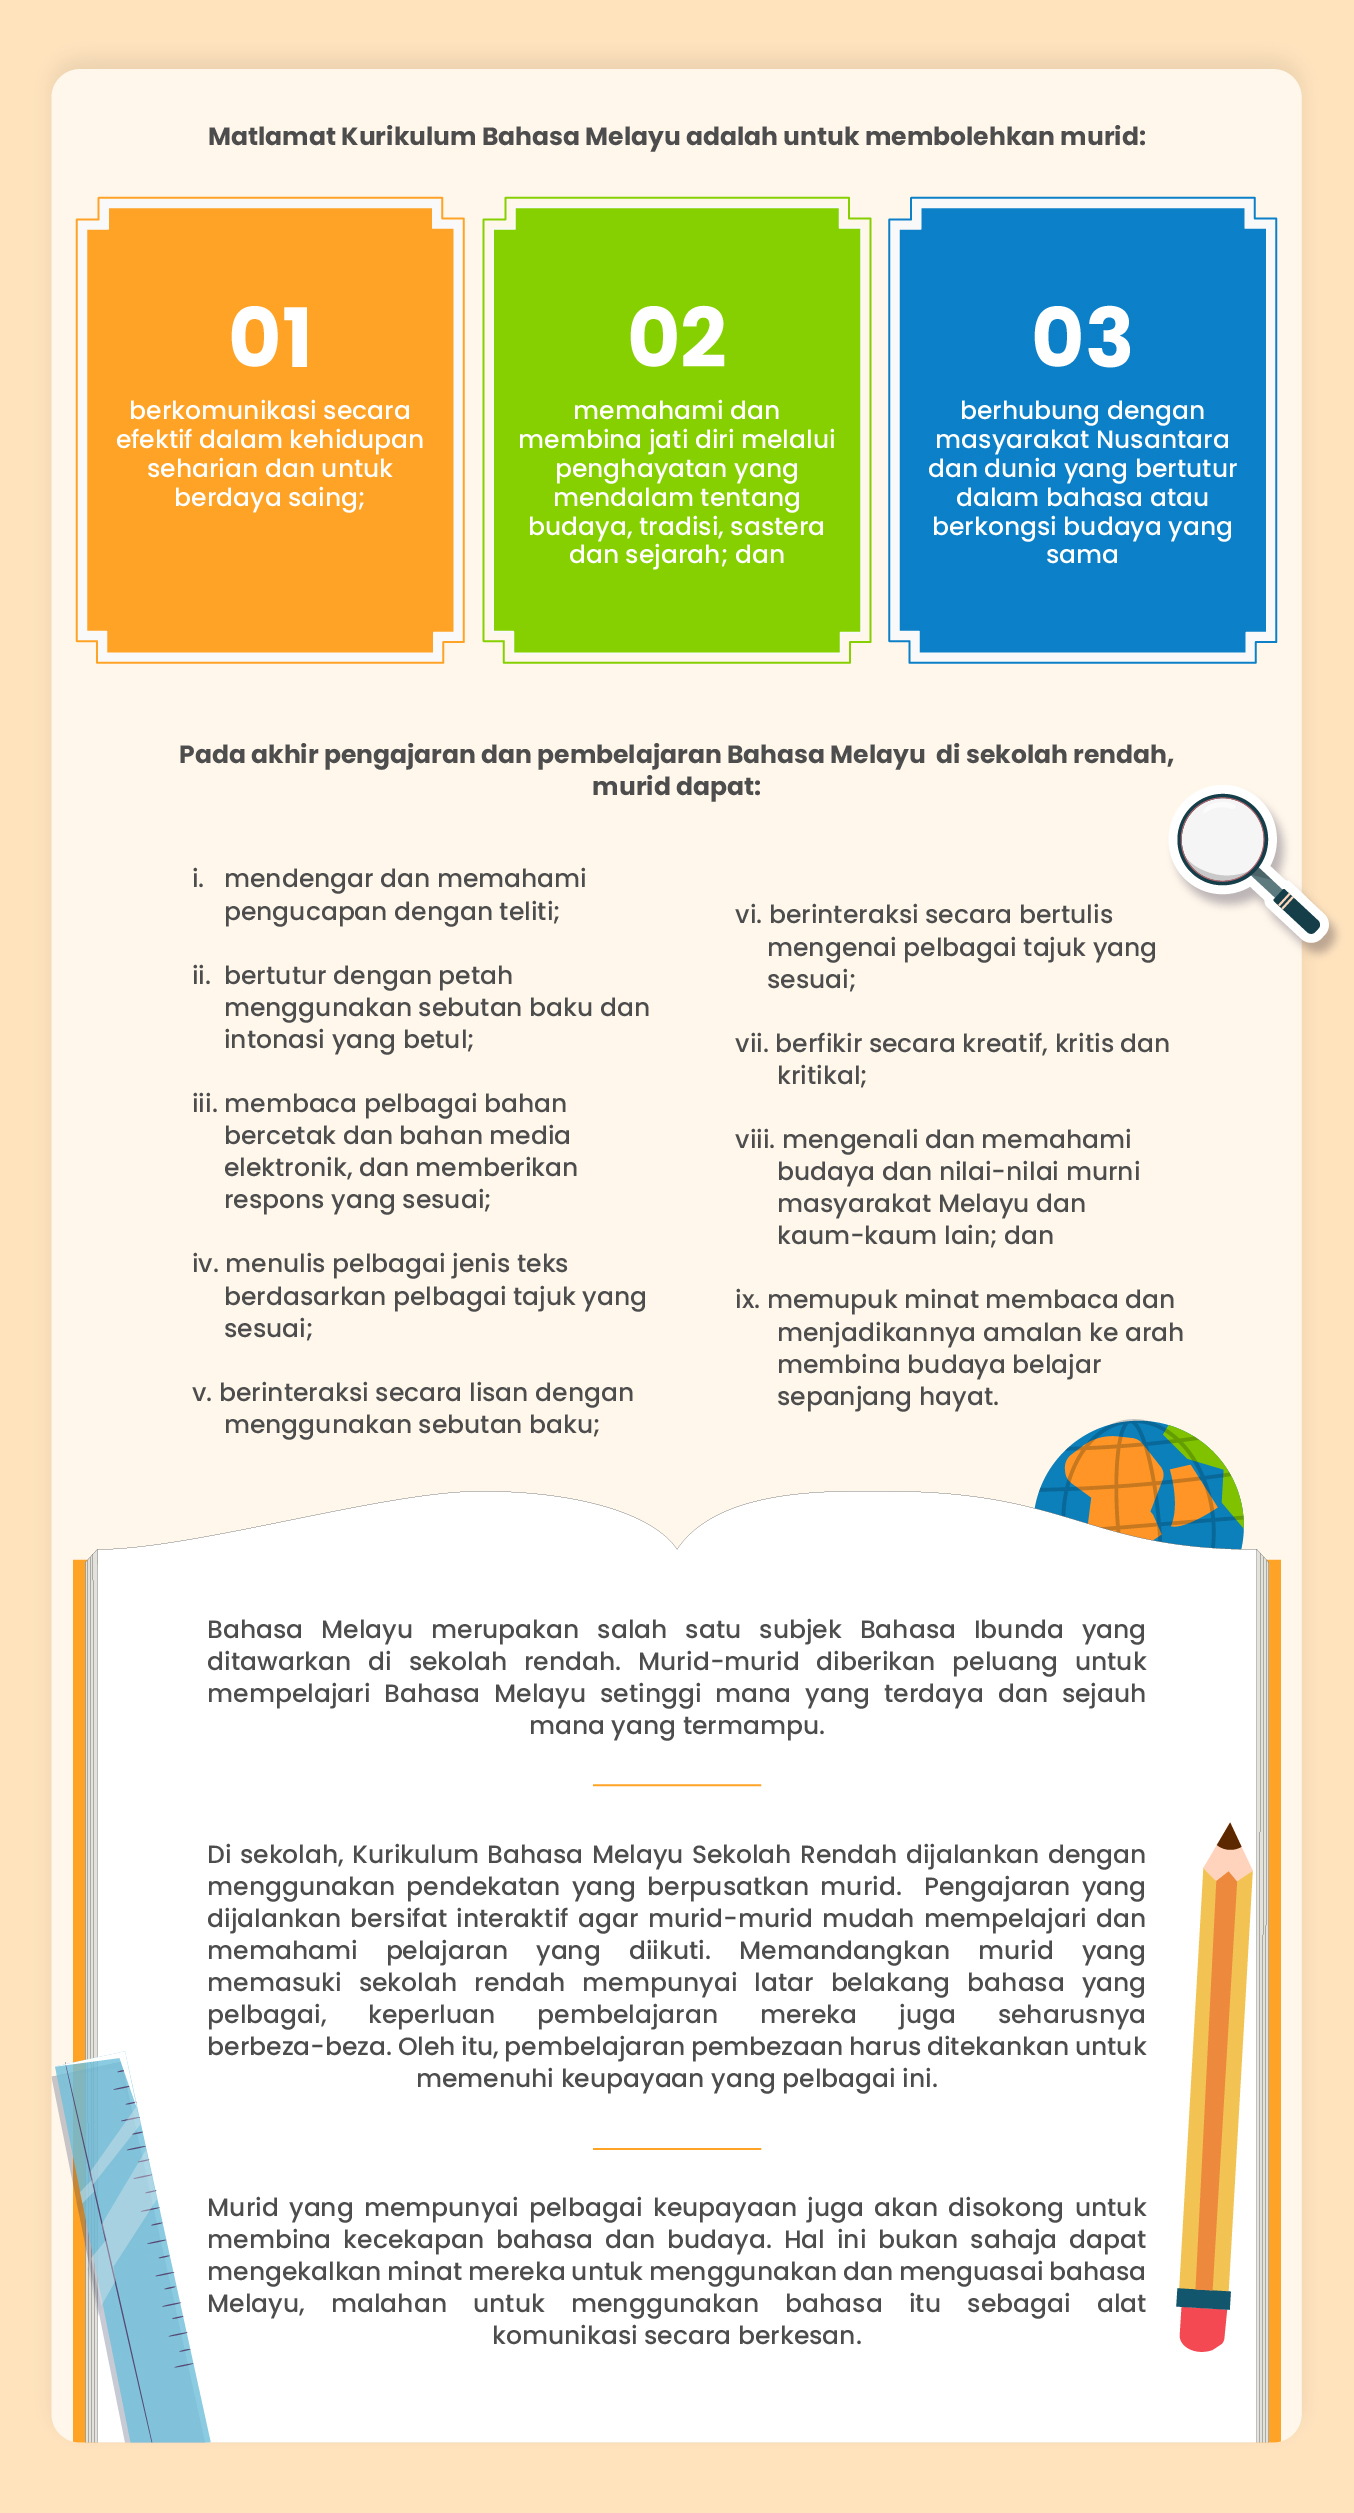 Matlamat Kurikulum Bahasa Melayu adalah untuk membolehkan murid:
01
berkomunikasi secara
efektif dalam kehidupan
seharian dan untuk
berdaya saing;
02
memahami dan
membina jati diri melalui
penghayatan yang
mendalam tentang
budaya, tradisi, sastera
dan sejarah; dan
03
berhubung dengan
masyarakat Nusantara
dan dunia yang bertutur
dalam bahasa atau
berkongsi budaya yang
sama
Pada akhir pengajaran dan pembelajaran Bahasa Melayu di sekolah rendah,
murid dapat:
i. mendengar dan memahami
pengucapan dengan teliti;
ii. bertutur dengan petah
menggunakan sebutan baku dan
intonasi yang betul;
iii. membaca pelbagai bahan
bercetak dan bahan media
elektronik, dan memberikan
respons yang sesuai;
iv. menulis pelbagai jenis teks
berdasarkan pelbagai tajuk yang
sesuai;
v. berinteraksi secara lisan dengan
menggunakan sebutan baku;
vi. berinteraksi secara bertulis
mengenai pelbagai tajuk yang
sesuai;
vii. berfikir secara kreatif, kritis dan
kritikal;
viii. mengenali dan memahami
budaya dan nilai-nilai murni
masyarakat Melayu dan
kaum-kaum lain; dan
ix. memupuk minat membaca dan
menjadikannya amalan ke arah
membina budaya belajar
sepanjang hayat.
Bahasa Melayu merupakan salah satu subjek Bahasa Ibunda yang
ditawarkan di sekolah rendah. Murid-murid diberikan peluang untuk
mempelajari Bahasa Melayu setinggi mana yang terdaya dan sejauh
mana yang termampu.
Di sekolah, Kurikulum Bahasa Melayu Sekolah Rendah dijalankan dengan
menggunakan pendekatan yang berpusatkan murid. Pengajaran yang
dijalankan bersifat interaktif agar murid-murid mudah mempelajari dan
memahami pelajaran yang diikuti. Memandangkan murid yang
memasuki sekolah rendah mempunyai latar belakang bahasa yang
pelbagai, keperluan pembelajaran mereka juga seharusnya
berbeza-beza. Oleh itu, pembelajaran pembezaan harus ditekankan untuk
memenuhi keupayaan yang pelbagai ini.
Murid yang mempunyai pelbagai keupayaan juga akan disokong untuk
membina kecekapan bahasa dan budaya. Hal ini bukan sahaja dapat
mengekalkan minat mereka untuk menggunakan dan menguasai bahasa
Melayu, malahan untuk menggunakan bahasa itu sebagai alat
komunikasi secara berkesan.